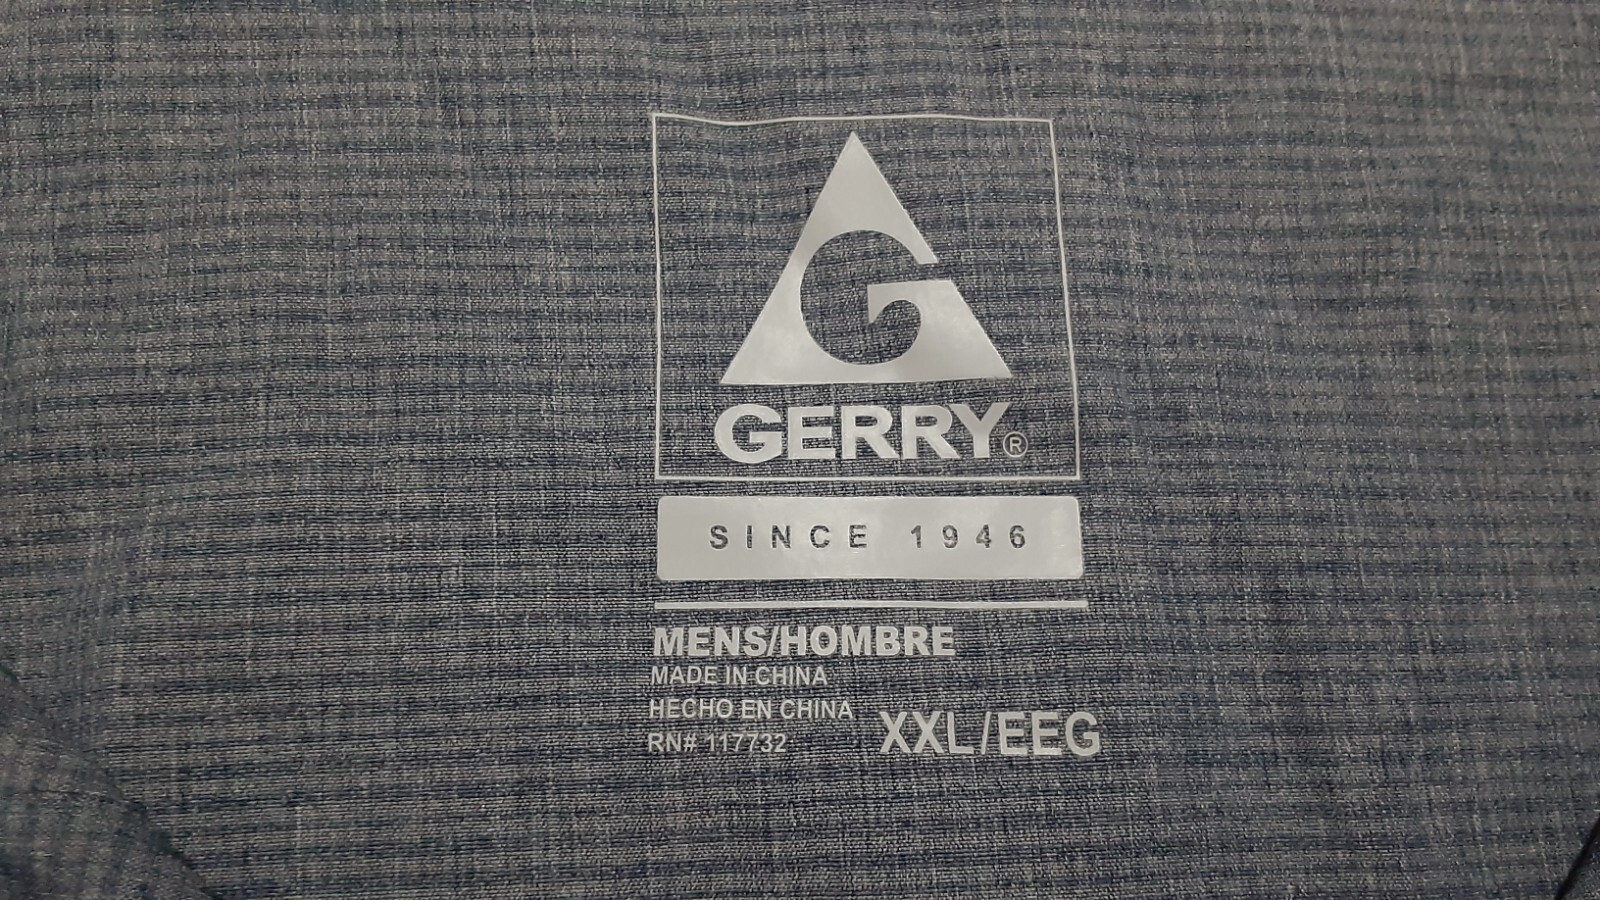 G
GERRY®
SINCE 1946
MENS/HOMBRE
MADE IN CHINA
HECHO EN CHINA
RN# 117732
XXL/EEG